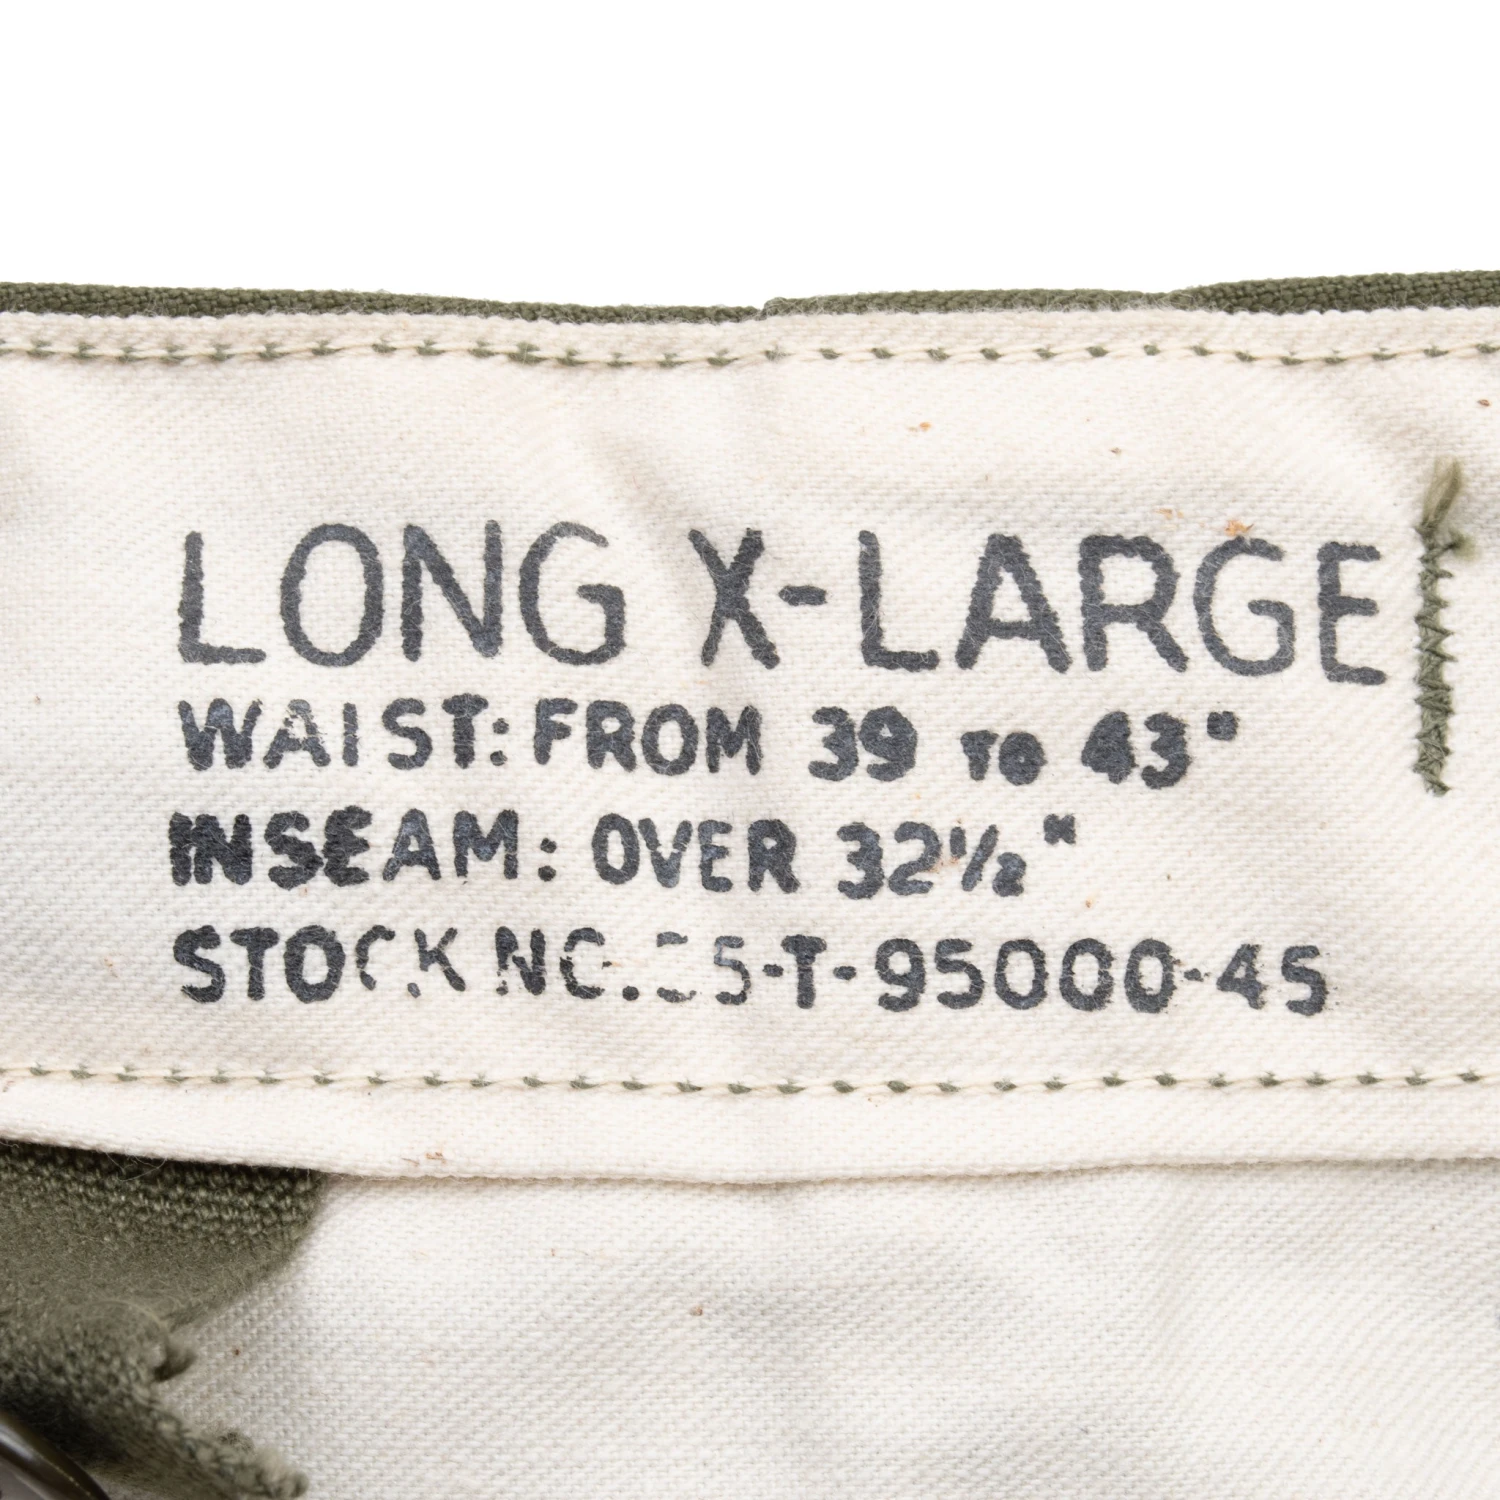 LONG X-LARGE
WAIST: FROM 39 TO 43"
INSEAM: OVER 32½"
STOCK NO. 55-T-95000-45